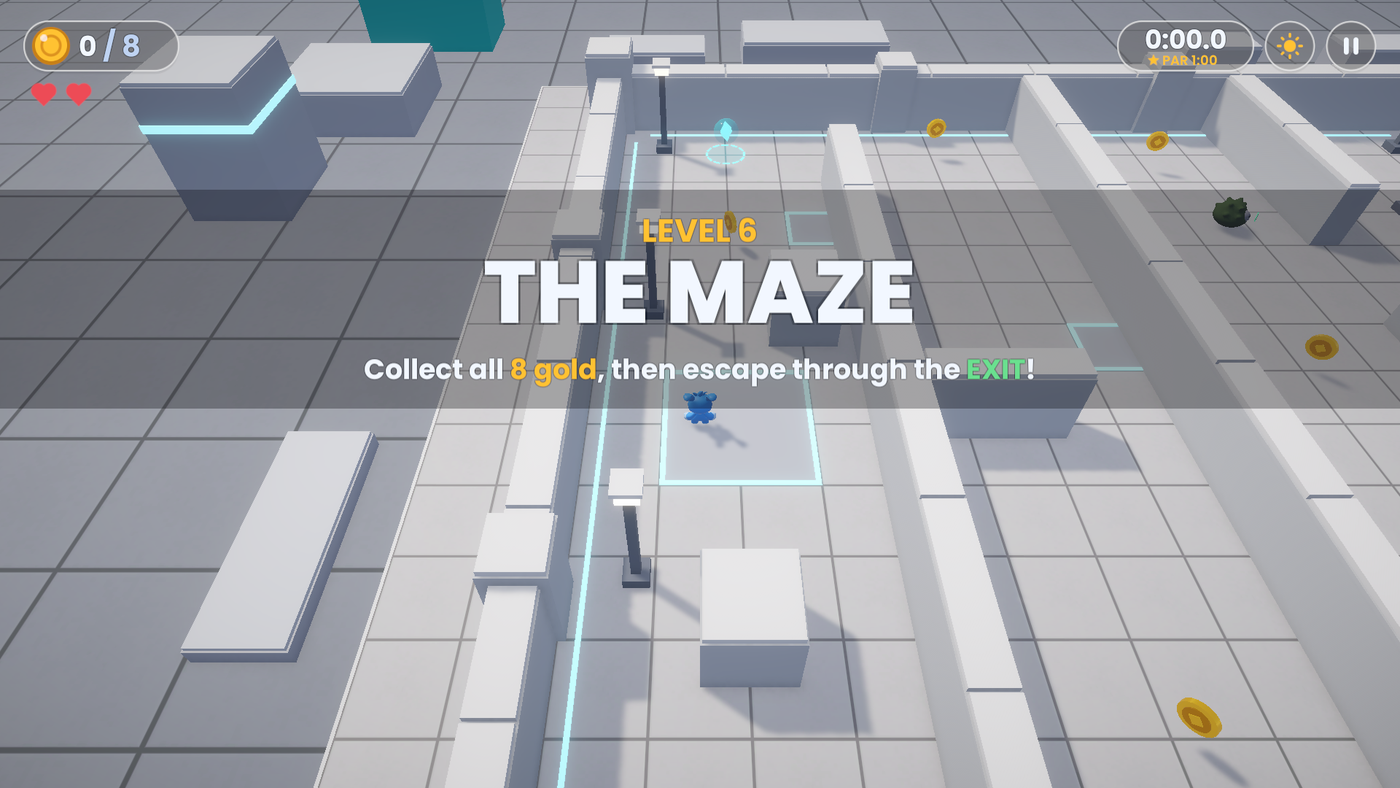 0/8
0:00.0
★ PAR 1:00
LEVEL 6
THE MAZE
Collect all 8 gold, then escape through the EXIT!